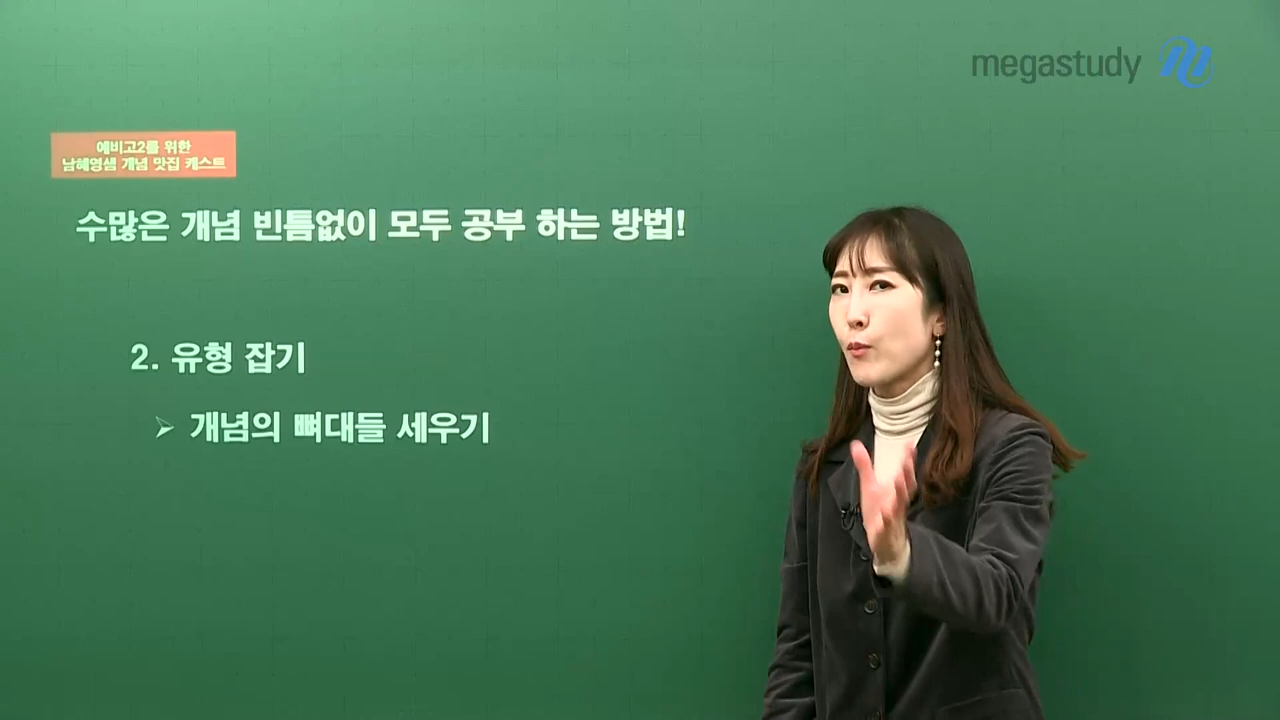 megastudy
예비고2를 위한
남혜영쌤 개념 맛집 캐스트
수많은 개념 빈틈없이 모두 공부 하는 방법!
2. 유형 잡기
➢ 개념의 뼈대들 세우기